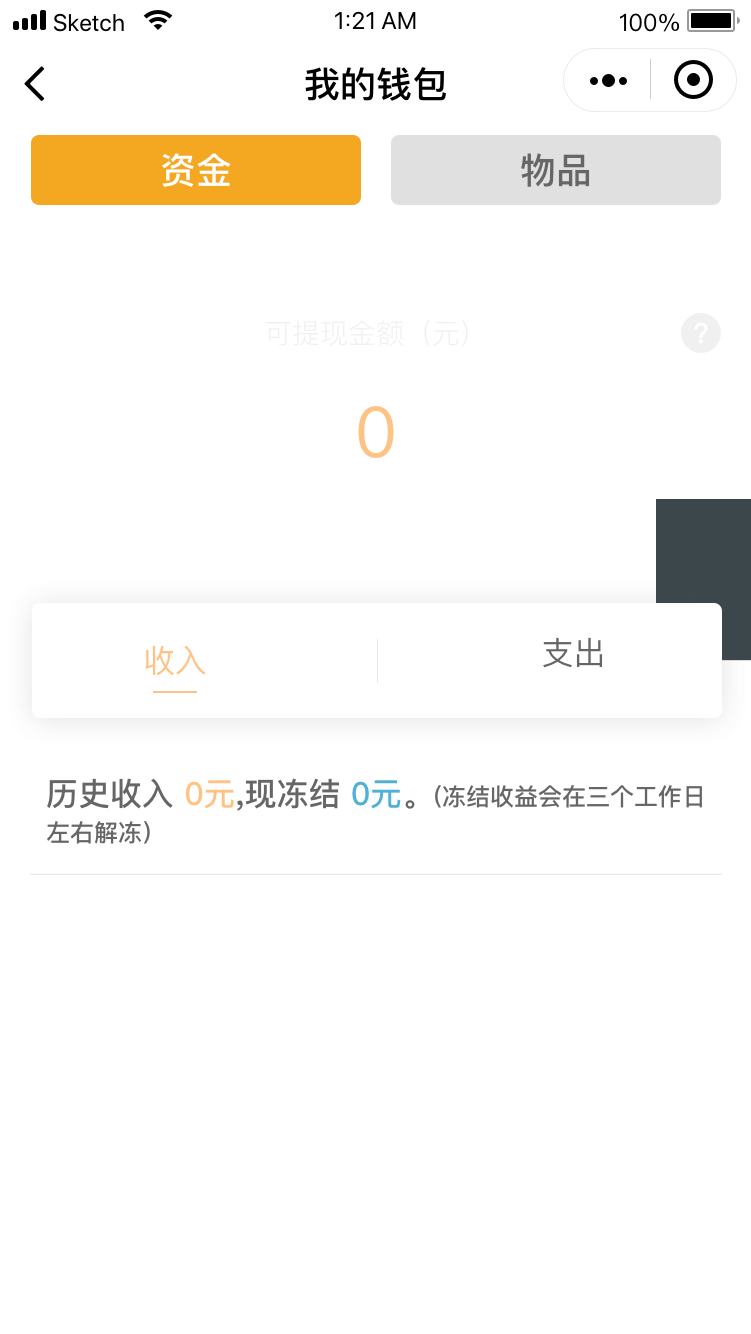 Sketch 1:21 AM 100%
我的钱包
资金 物品
可提现金额（元） ?
0
收入 支出
历史收入 0元,现冻结 0元。(冻结收益会在三个工作日
左右解冻)